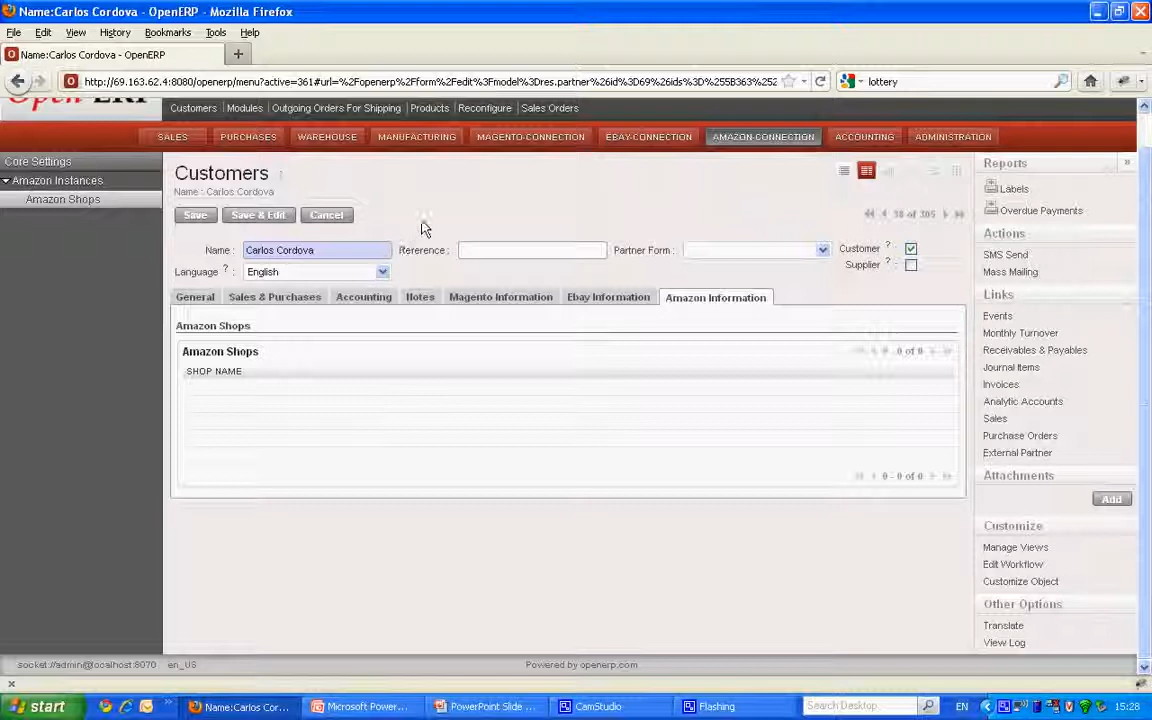 Name:Carlos Cordova - OpenERP - Mozilla Firefox
File Edit View History Bookmarks Tools Help
Name:Carlos Cordova - OpenERP
http://69.163.62.4:8080/openerp/menu?active=361#url=%2Fopenerp%2Fform%2Fedit%3Fmodel%3Dres.partner%26id%3D69%26ids%3D%255B363%252
lottery
Open ERP
Customers Modules Outgoing Orders For Shipping Products Reconfigure Sales Orders
SALES PURCHASES WAREHOUSE MANUFACTURING MAGENTO-CONNECTION EBAY-CONNECTION AMAZON-CONNECTION ACCOUNTING ADMINISTRATION
Core Settings
Amazon Instances
Amazon Shops
Customers
Name : Carlos Cordova
Save Save & Edit Cancel
38 of 305
Name : Carlos Cordova Rererence : Partner Form : Customer ? :
Language ? : English Supplier ? :
General Sales & Purchases Accounting Notes Magento Information Ebay Information Amazon Information
Amazon Shops
Amazon Shops
0 of 0
SHOP NAME
0 - 0 of 0
Reports
Labels
Overdue Payments
Actions
SMS Send
Mass Mailing
Links
Events
Monthly Turnover
Receivables & Payables
Journal Items
Invoices
Analytic Accounts
Sales
Purchase Orders
External Partner
Attachments
Add
Customize
Manage Views
Edit Workflow
Customize Object
Other Options
Translate
View Log
socket://admin@localhost:8070 en_US
Powered by openerp.com
start Name:Carlos Cor... Microsoft Power... PowerPoint Slide ... CamStudio Flashing Search Desktop EN 15:28